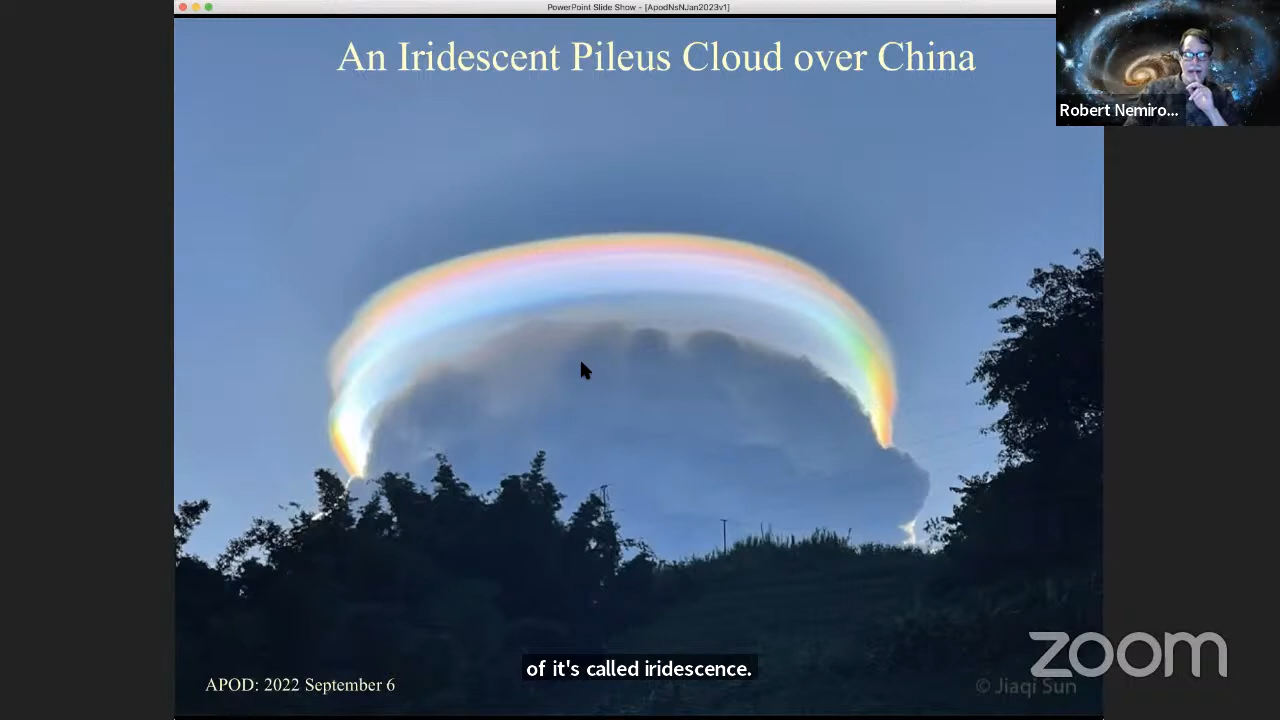 PowerPoint Slide Show - [ApodNsNJan2023v1]
An Iridescent Pileus Cloud over China
Robert Nemiro...
of it's called iridescence.
zoom
APOD: 2022 September 6
© Jiaqi Sun